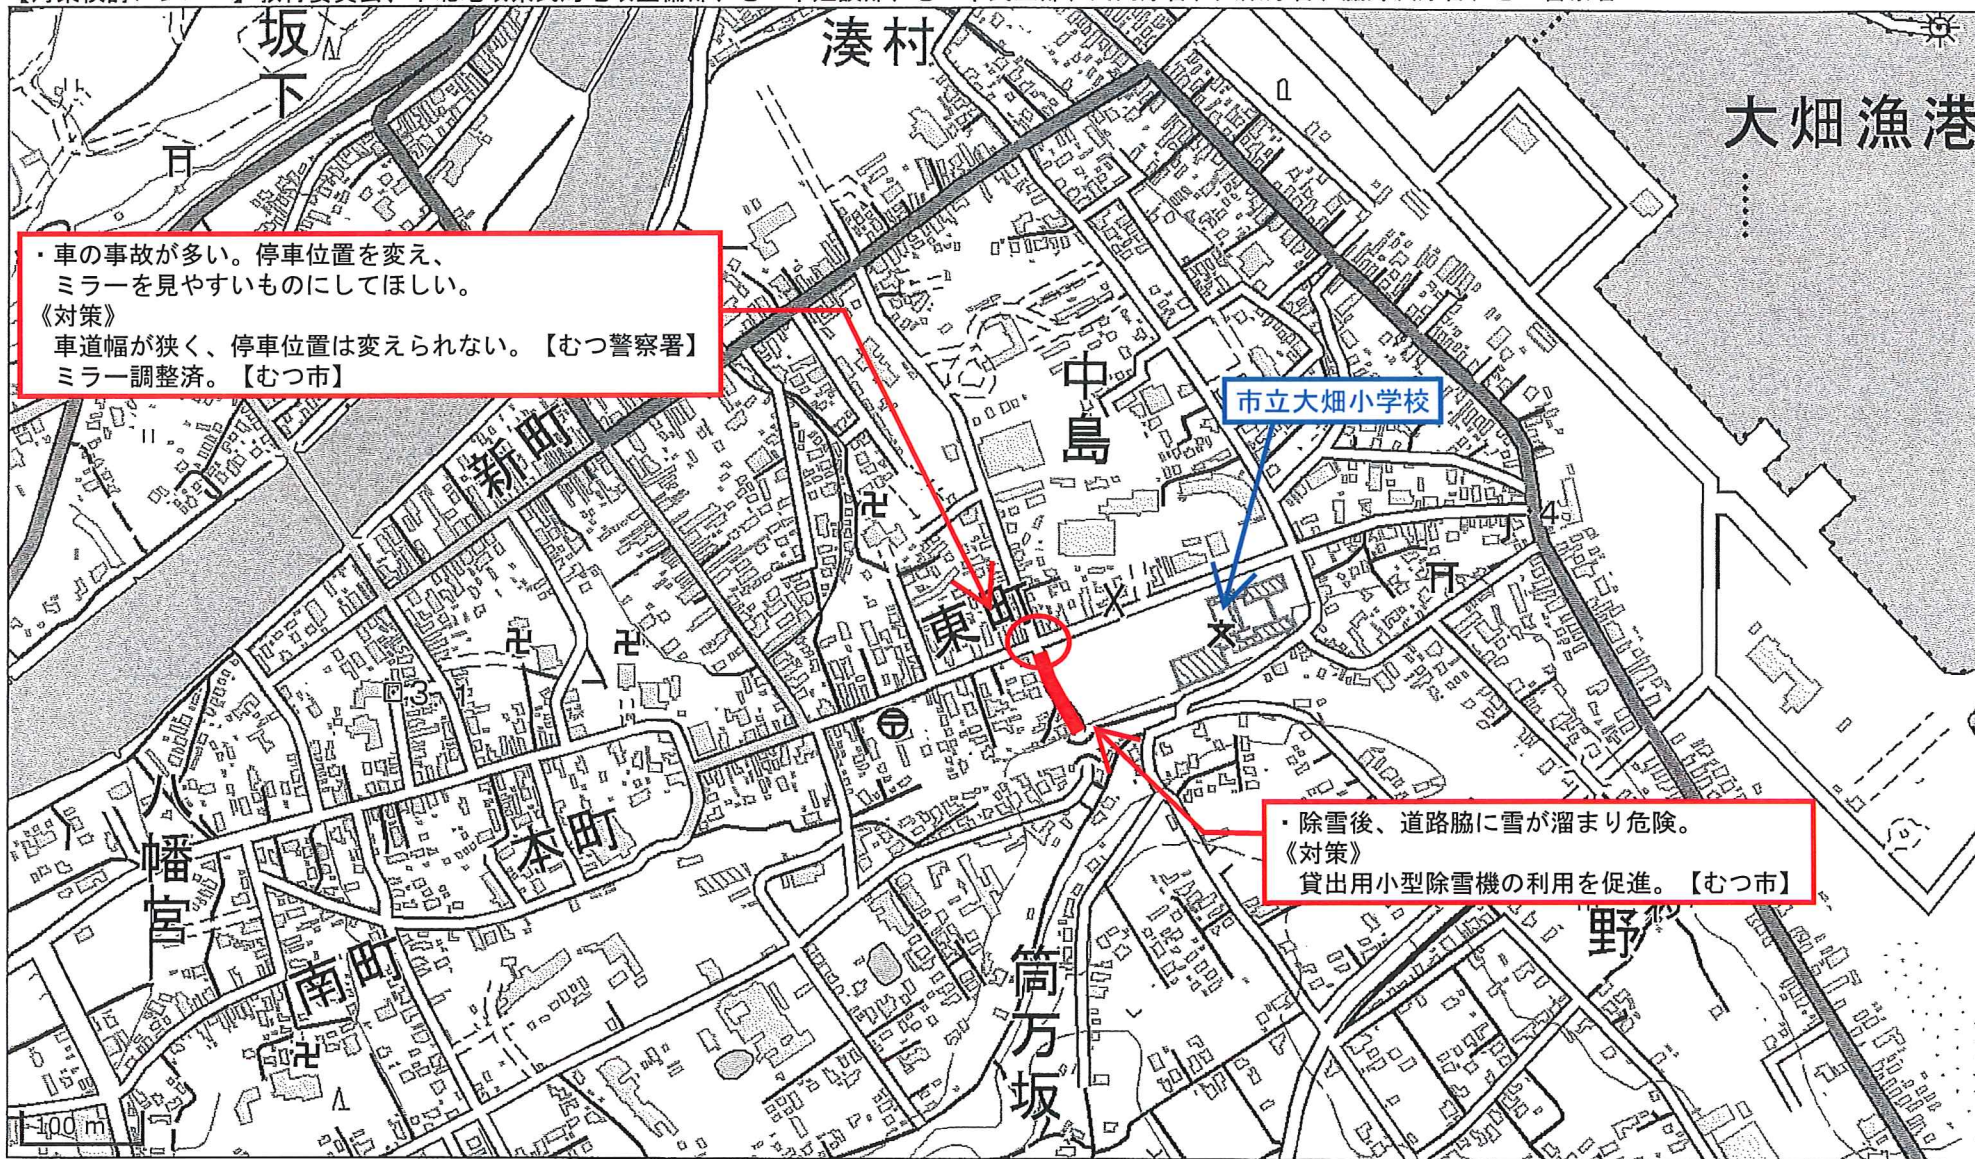 坂下
湊村
大畑漁港
・車の事故が多い。停車位置を変え、
ミラーを見やすいものにしてほしい。
《対策》
車道幅が狭く、停車位置は変えられない。【むつ警察署】
ミラー調整済。【むつ市】
中島
市立大畑小学校
新町
4
東町
文
3
八幡宮
本町
・除雪後、道路脇に雪が溜まり危険。
《対策》
貸出用小型除雪機の利用を促進。【むつ市】
野
南町
筒万坂
100 m